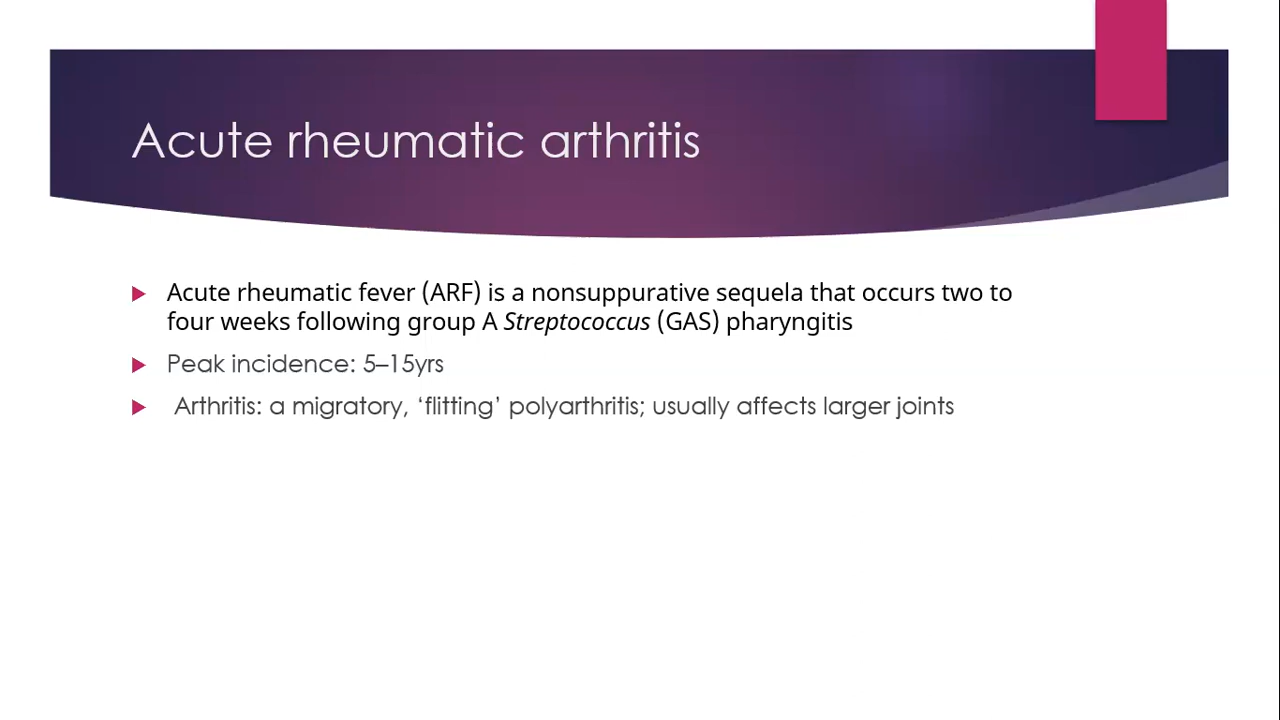 Acute rheumatic arthritis
Acute rheumatic fever (ARF) is a nonsuppurative sequela that occurs two to
four weeks following group A Streptococcus (GAS) pharyngitis
Peak incidence: 5–15yrs
Arthritis: a migratory, ‘flitting’ polyarthritis; usually affects larger joints